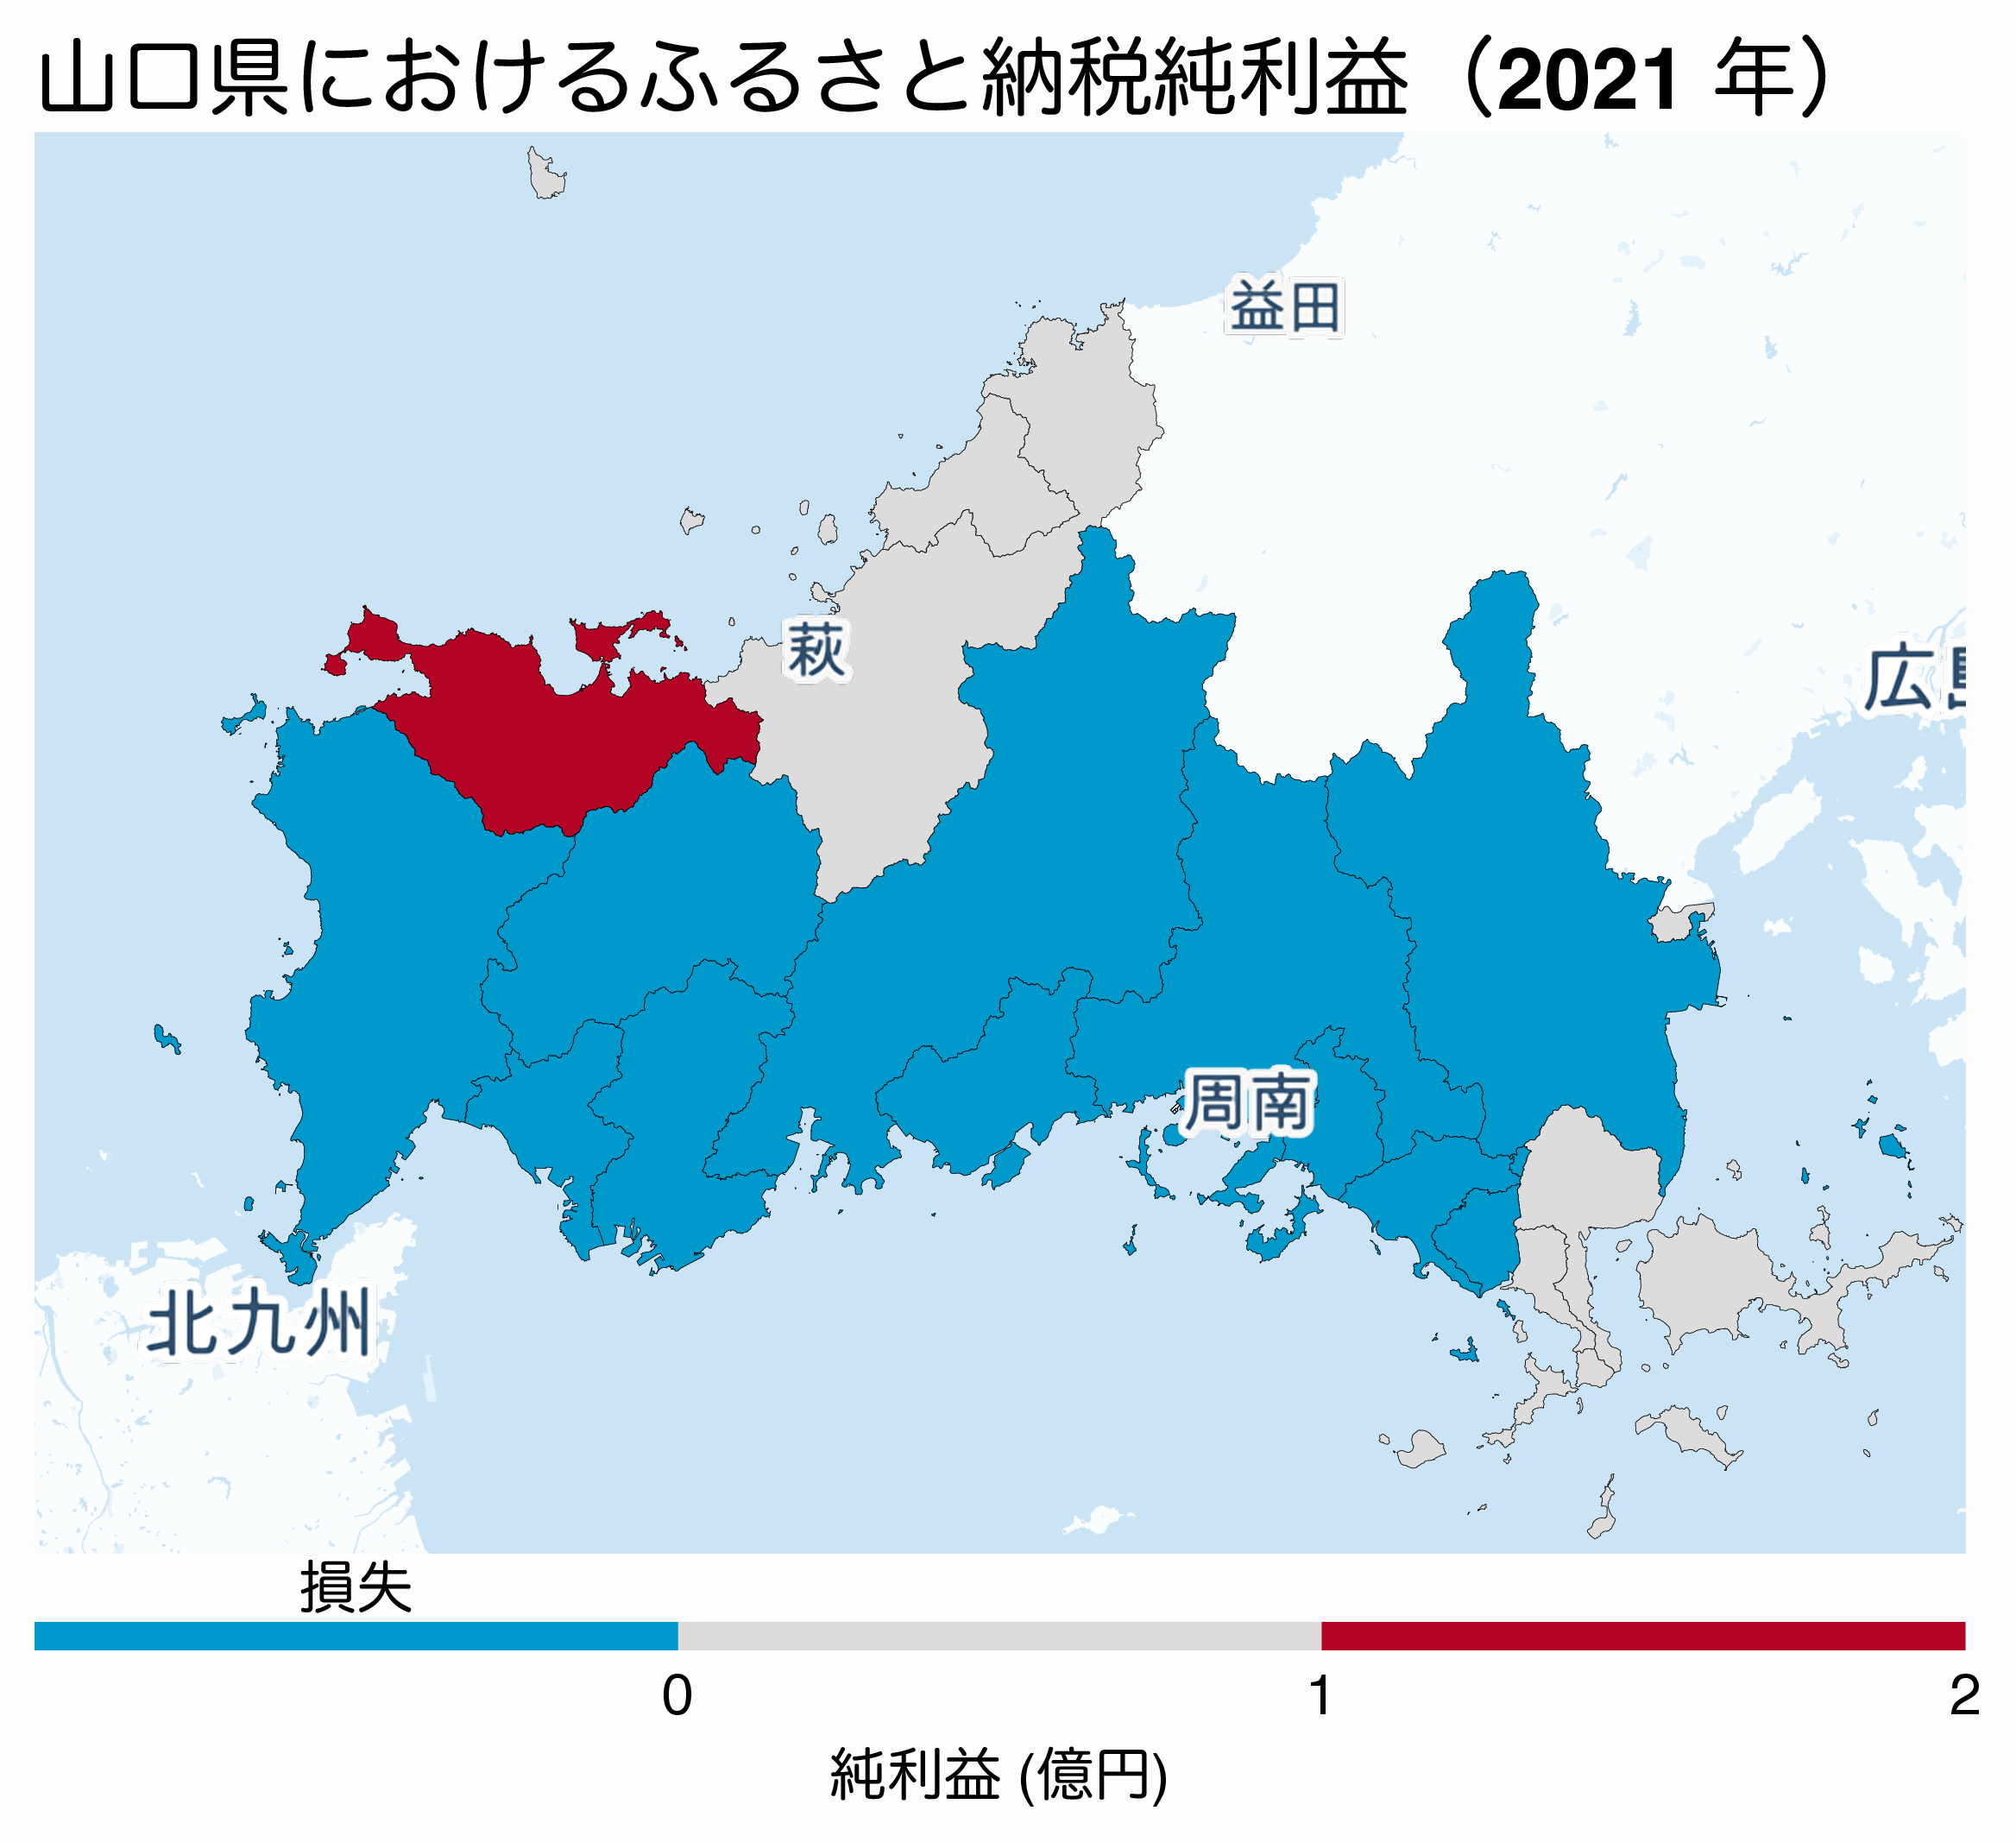 山口県におけるふるさと納税純利益（2021 年）
益田
萩
広島
周南
北九州
損失
0 1 2
純利益 (億円)